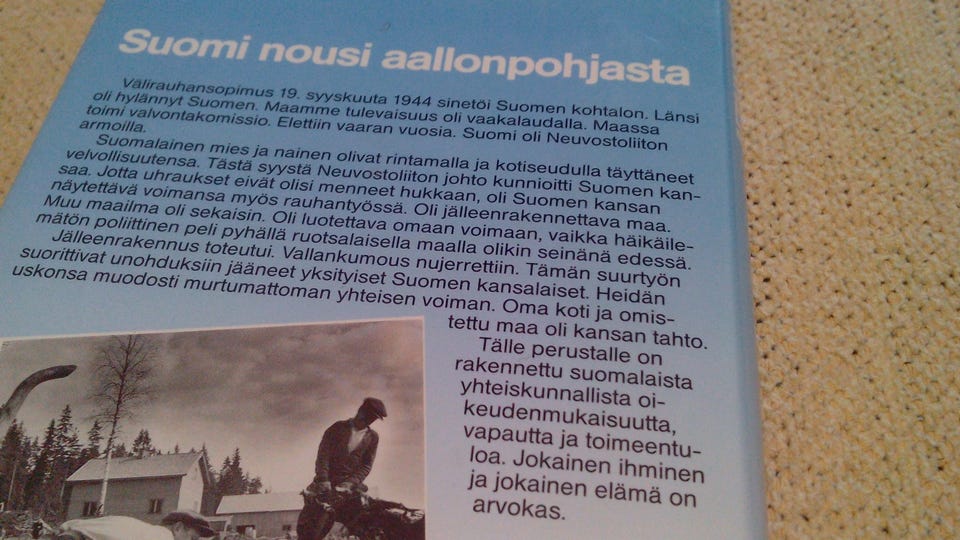 Suomi nousi aallonpohjasta
Välirauhansopimus 19. syyskuuta 1944 sinetöi Suomen kohtalon. Länsi
oli hylännyt Suomen. Maamme tulevaisuus oli vaakalaudalla. Maassa
toimi valvontakomissio. Elettiin vaaran vuosia. Suomi oli Neuvostoliiton
armoilla.
Suomalainen mies ja nainen olivat rintamalla ja kotiseudulla täyttäneet
velvollisuutensa. Tästä syystä Neuvostoliiton johto kunnioitti Suomen kan-
saa. Jotta uhraukset eivät olisi menneet hukkaan, oli Suomen kansan
näytettävä voimansa myös rauhantyössä. Oli jälleenrakennettava maa.
Muu maailma oli sekaisin. Oli luotettava omaan voimaan, vaikka häikäile-
mätön poliittinen peli pyhällä ruotsalaisella maalla olikin seinänä edessä.
Jälleenrakennus toteutui. Vallankumous nujerrettiin. Tämän suurtyön
suorittivat unohduksiin jääneet yksityiset Suomen kansalaiset. Heidän
uskonsa muodosti murtumattoman yhteisen voiman. Oma koti ja omis-
tettu maa oli kansan tahto.
Tälle perustalle on
rakennettu suomalaista
yhteiskunnallista oi-
keudenmukaisuutta,
vapautta ja toimeentu-
loa. Jokainen ihminen
ja jokainen elämä on
arvokas.